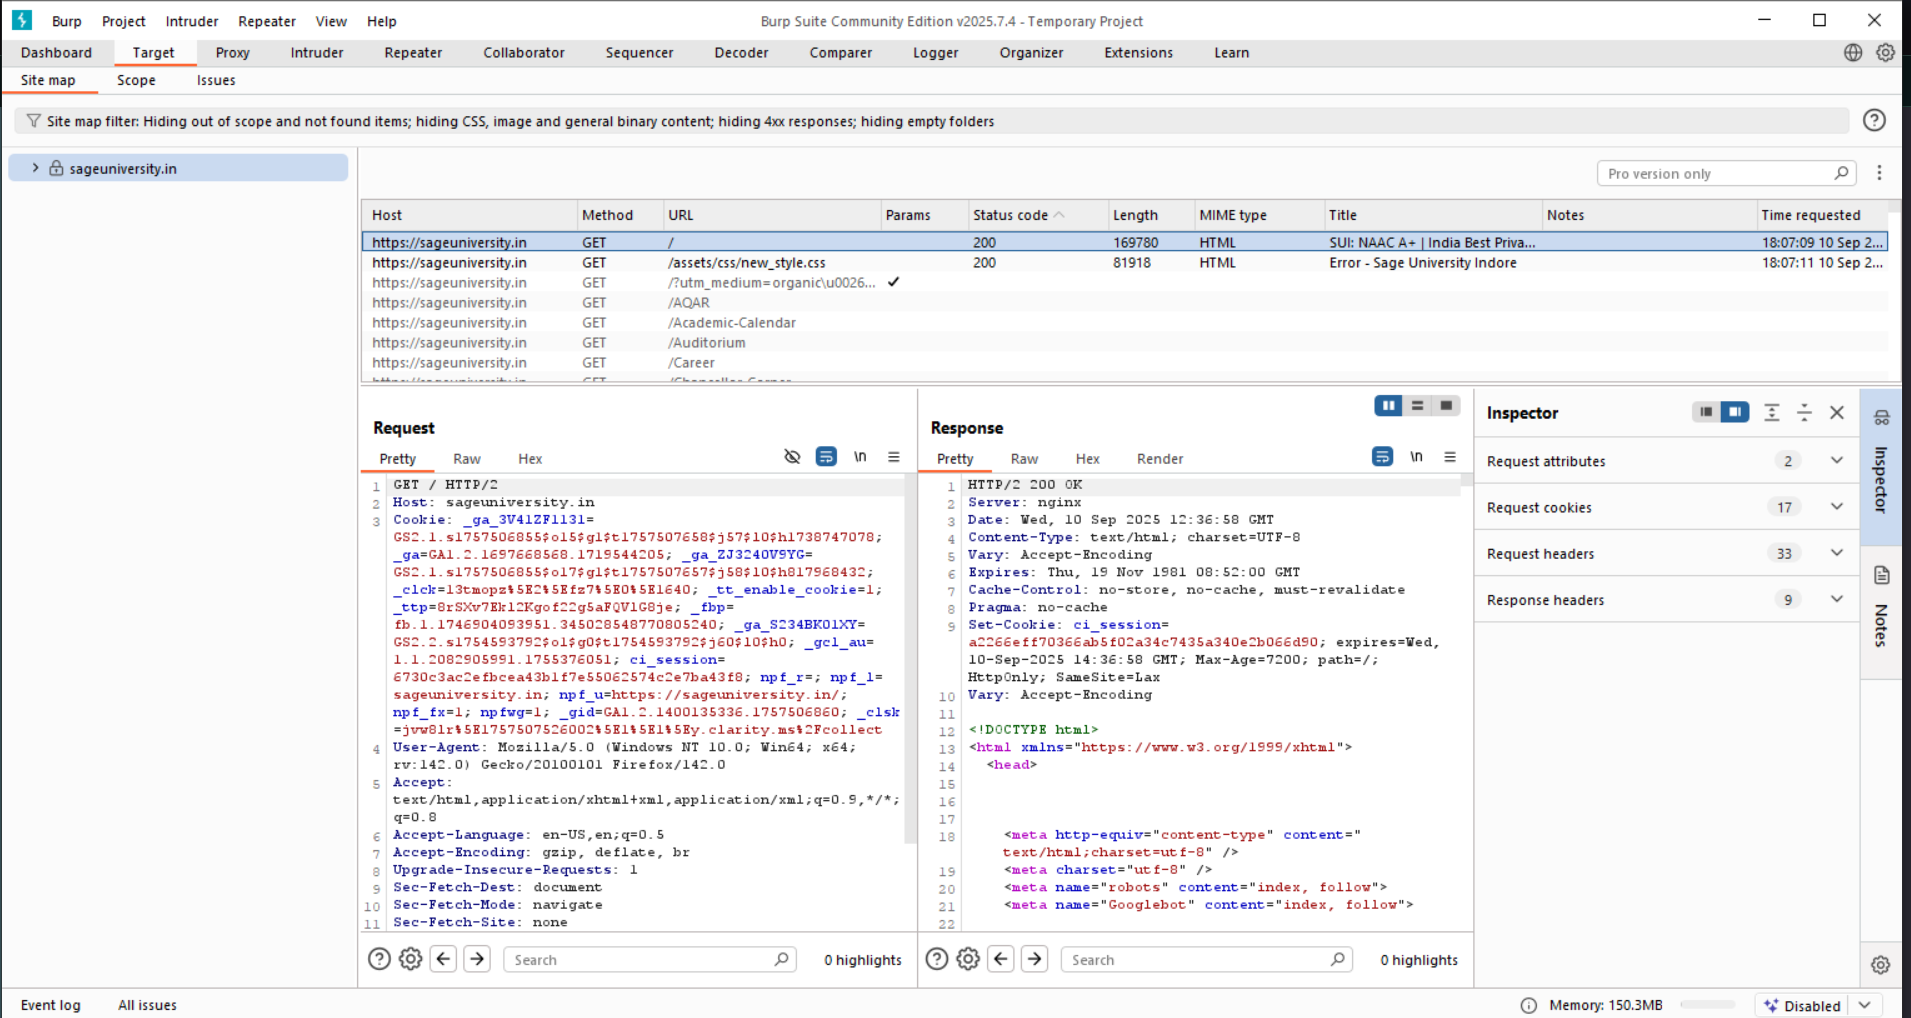 Burp Project Intruder Repeater View Help Burp Suite Community Edition v2025.7.4 - Temporary Project
Dashboard Target Proxy Intruder Repeater Collaborator Sequencer Decoder Comparer Logger Organizer Extensions Learn
Site map Scope Issues
Site map filter: Hiding out of scope and not found items; hiding CSS, image and general binary content; hiding 4xx responses; hiding empty folders
sageuniversity.in
Pro version only
Host Method URL Params Status code Length MIME type Title Notes Time requested
https://sageuniversity.in GET / 200 169780 HTML SUI: NAAC A+ | India Best Priva... 18:07:09 10 Sep 2...
https://sageuniversity.in GET /assets/css/new_style.css 200 81918 HTML Error - Sage University Indore 18:07:11 10 Sep 2...
https://sageuniversity.in GET /?utm_medium=organic\u0026...
https://sageuniversity.in GET /AQAR
https://sageuniversity.in GET /Academic-Calendar
https://sageuniversity.in GET /Auditorium
https://sageuniversity.in GET /Career
Request
Pretty Raw Hex \n
1 GET / HTTP/2
2 Host: sageuniversity.in
3 Cookie: _ga_3V41ZF1131=
GS2.1.s1757506855$o15$g1$t1757507658$j57$l0$h1738747078;
_ga=GA1.2.1697668568.1719544205; _ga_ZJ3240V9YG=
GS2.1.s1757506855$o17$g1$t1757507657$j58$l0$h817968432;
_clck=13tmopz%5E2%5Efz7%5E0%5E1640; _tt_enable_cookie=1;
_ttp=8rSXv7Ekl2Kgof22g5aFQVlG8je; _fbp=
fb.1.1746904093951.345028548770805240; _ga_S234BK01XY=
GS2.2.s1754593792$o1$g0$t1754593792$j60$l0$h0; _gcl_au=
1.1.2082905991.1755376051; ci_session=
6730c3ac2efbcea43b1f7e55062574c2e7ba43f8; npf_r=; npf_l=
sageuniversity.in; npf_u=https://sageuniversity.in/;
npf_fx=1; npfwg=1; _gid=GA1.2.1400135336.1757506860; _clsk
=jvw81r%5E1757507526002%5E1%5E1%5Ey.clarity.ms%2Fcollect
4 User-Agent: Mozilla/5.0 (Windows NT 10.0; Win64; x64;
rv:142.0) Gecko/20100101 Firefox/142.0
5 Accept:
text/html,application/xhtml+xml,application/xml;q=0.9,*/*;
q=0.8
6 Accept-Language: en-US,en;q=0.5
7 Accept-Encoding: gzip, deflate, br
8 Upgrade-Insecure-Requests: 1
9 Sec-Fetch-Dest: document
10 Sec-Fetch-Mode: navigate
11 Sec-Fetch-Site: none
Search 0 highlights
Response
Pretty Raw Hex Render \n
1 HTTP/2 200 OK
2 Server: nginx
3 Date: Wed, 10 Sep 2025 12:36:58 GMT
4 Content-Type: text/html; charset=UTF-8
5 Vary: Accept-Encoding
6 Expires: Thu, 19 Nov 1981 08:52:00 GMT
7 Cache-Control: no-store, no-cache, must-revalidate
8 Pragma: no-cache
9 Set-Cookie: ci_session=
a2266eff70366ab5f02a34c7435a340e2b066d90; expires=Wed,
10-Sep-2025 14:36:58 GMT; Max-Age=7200; path=/;
HttpOnly; SameSite=Lax
10 Vary: Accept-Encoding
11
12 <!DOCTYPE html>
13 <html xmlns="https://www.w3.org/1999/xhtml">
14 <head>
15
16
17
18 <meta http-equiv="content-type" content="
text/html;charset=utf-8" />
19 <meta charset="utf-8" />
20 <meta name="robots" content="index, follow">
21 <meta name="Googlebot" content="index, follow">
22
Search 0 highlights
Inspector
Request attributes 2
Request cookies 17
Request headers 33
Response headers 9
Inspector
Notes
Event log All issues Memory: 150.3MB Disabled